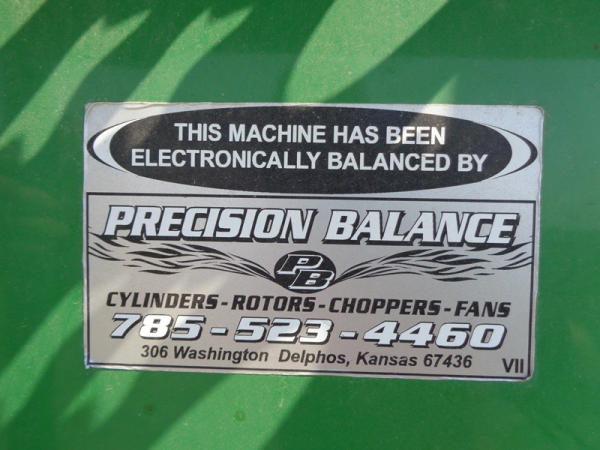 THIS MACHINE HAS BEEN
ELECTRONICALLY BALANCED BY
PRECISION BALANCE
PB
CYLINDERS - ROTORS - CHOPPERS - FANS
785 - 523 - 4460
306 Washington Delphos, Kansas 67436 VII